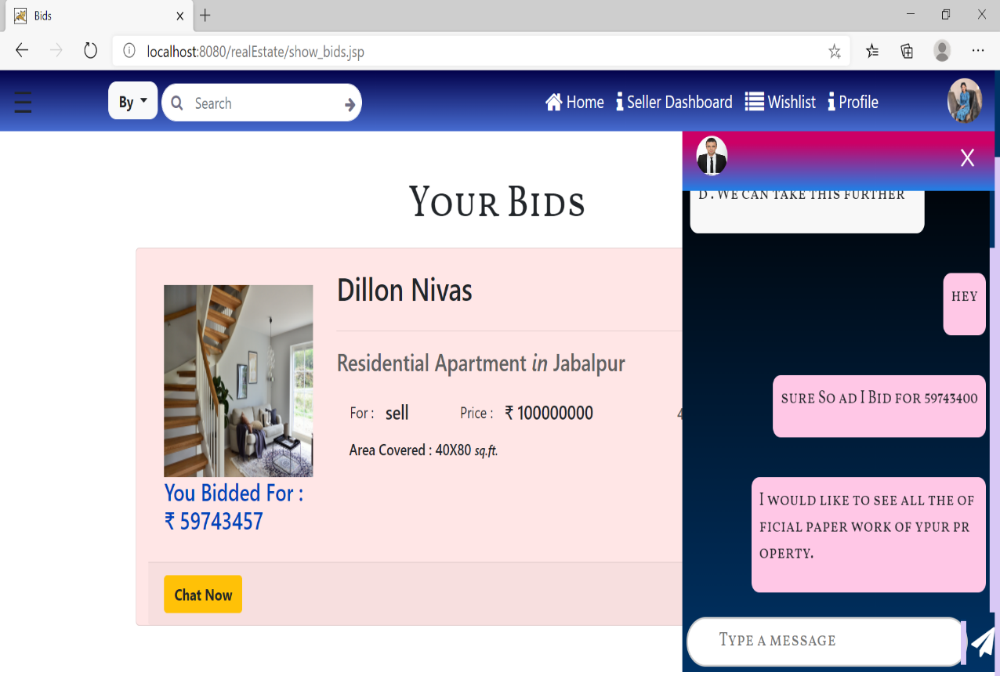 Bids
localhost:8080/realEstate/show_bids.jsp
By
Search
Home
Seller Dashboard
Wishlist
Profile
X
Your Bids
Dillon Nivas
Residential Apartment in Jabalpur
For : sell
Price : ₹ 100000000
4
Area Covered : 40X80 sq.ft.
You Bidded For :
₹ 59743457
Chat Now
d . We can take this further
hey
sure So ad I Bid for 59743400
I would like to see all the of
ficial paper work of ypur pr
operty.
Type a message